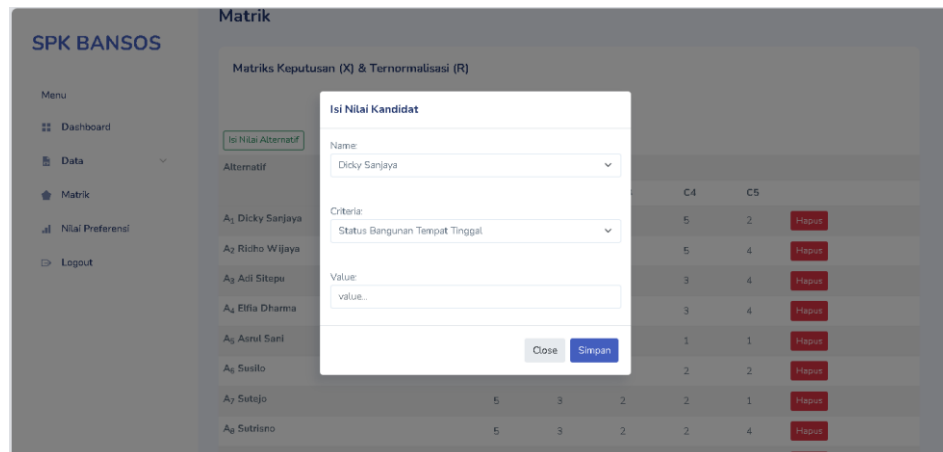 Matrik
SPK BANSOS
Matriks Keputusan (X) & Ternormalisasi (R)
Menu
Dashboard
Data
Matrik
Nilai Preferensi
Logout
Isi Nilai Alternatif
Alternatif
C4 C5
A1 Dicky Sanjaya 5 2 Hapus
A2 Ridho Wijaya 5 4 Hapus
A3 Adi Sitepu 3 4 Hapus
A4 Elfia Dharma 3 4 Hapus
A5 Asrul Sani 1 1 Hapus
A6 Susilo 2 2 Hapus
A7 Sutejo 5 3 2 2 1 Hapus
A8 Sutrisno 5 3 2 2 4 Hapus
Isi Nilai Kandidat
Name:
Dicky Sanjaya
Criteria:
Status Bangunan Tempat Tinggal
Value:
value..
Close Simpan